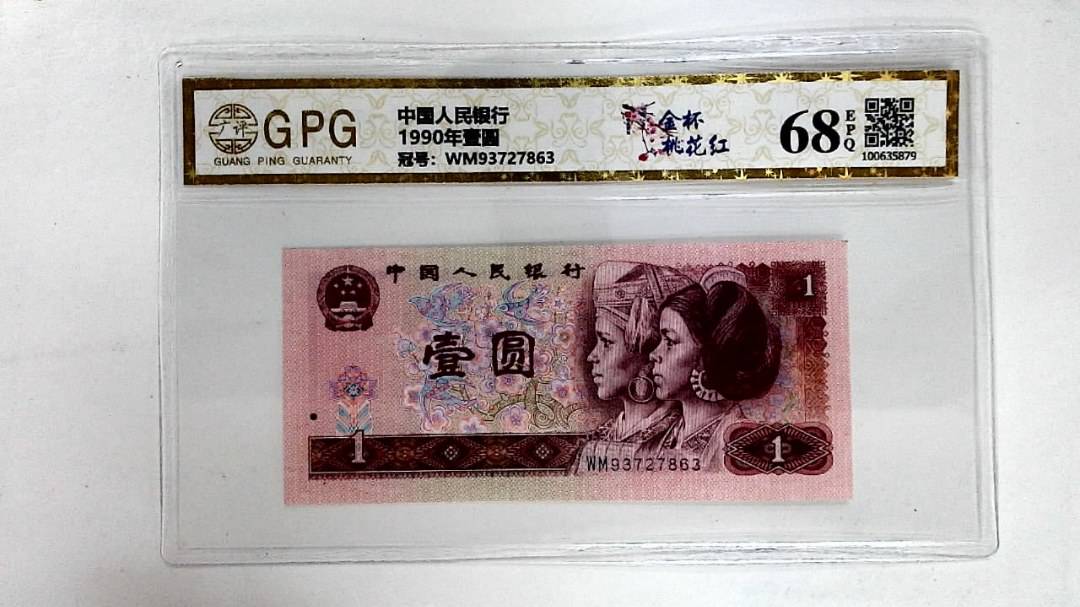 广评
GPG
GUANG PING GUARANTY
中国人民银行
1990年壹圆
冠号：WM93727863
金杯
桃花红
68
EPQ
100635879
中国人民银行
1
壹圆
1
WM93727863
1